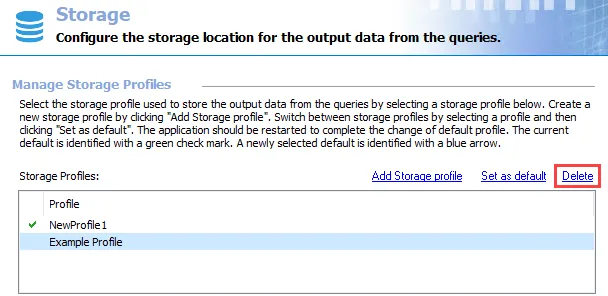 Storage
Configure the storage location for the output data from the queries.
Manage Storage Profiles
Select the storage profile used to store the output data from the queries by selecting a storage profile below. Create a
new storage profile by clicking "Add Storage profile". Switch between storage profiles by selecting a profile and then
clicking "Set as default". The application should be restarted to complete the change of default profile. The current
default is identified with a green check mark. A newly selected default is identified with a blue arrow.
Storage Profiles: Add Storage profile Set as default Delete
Profile
NewProfile1
Example Profile